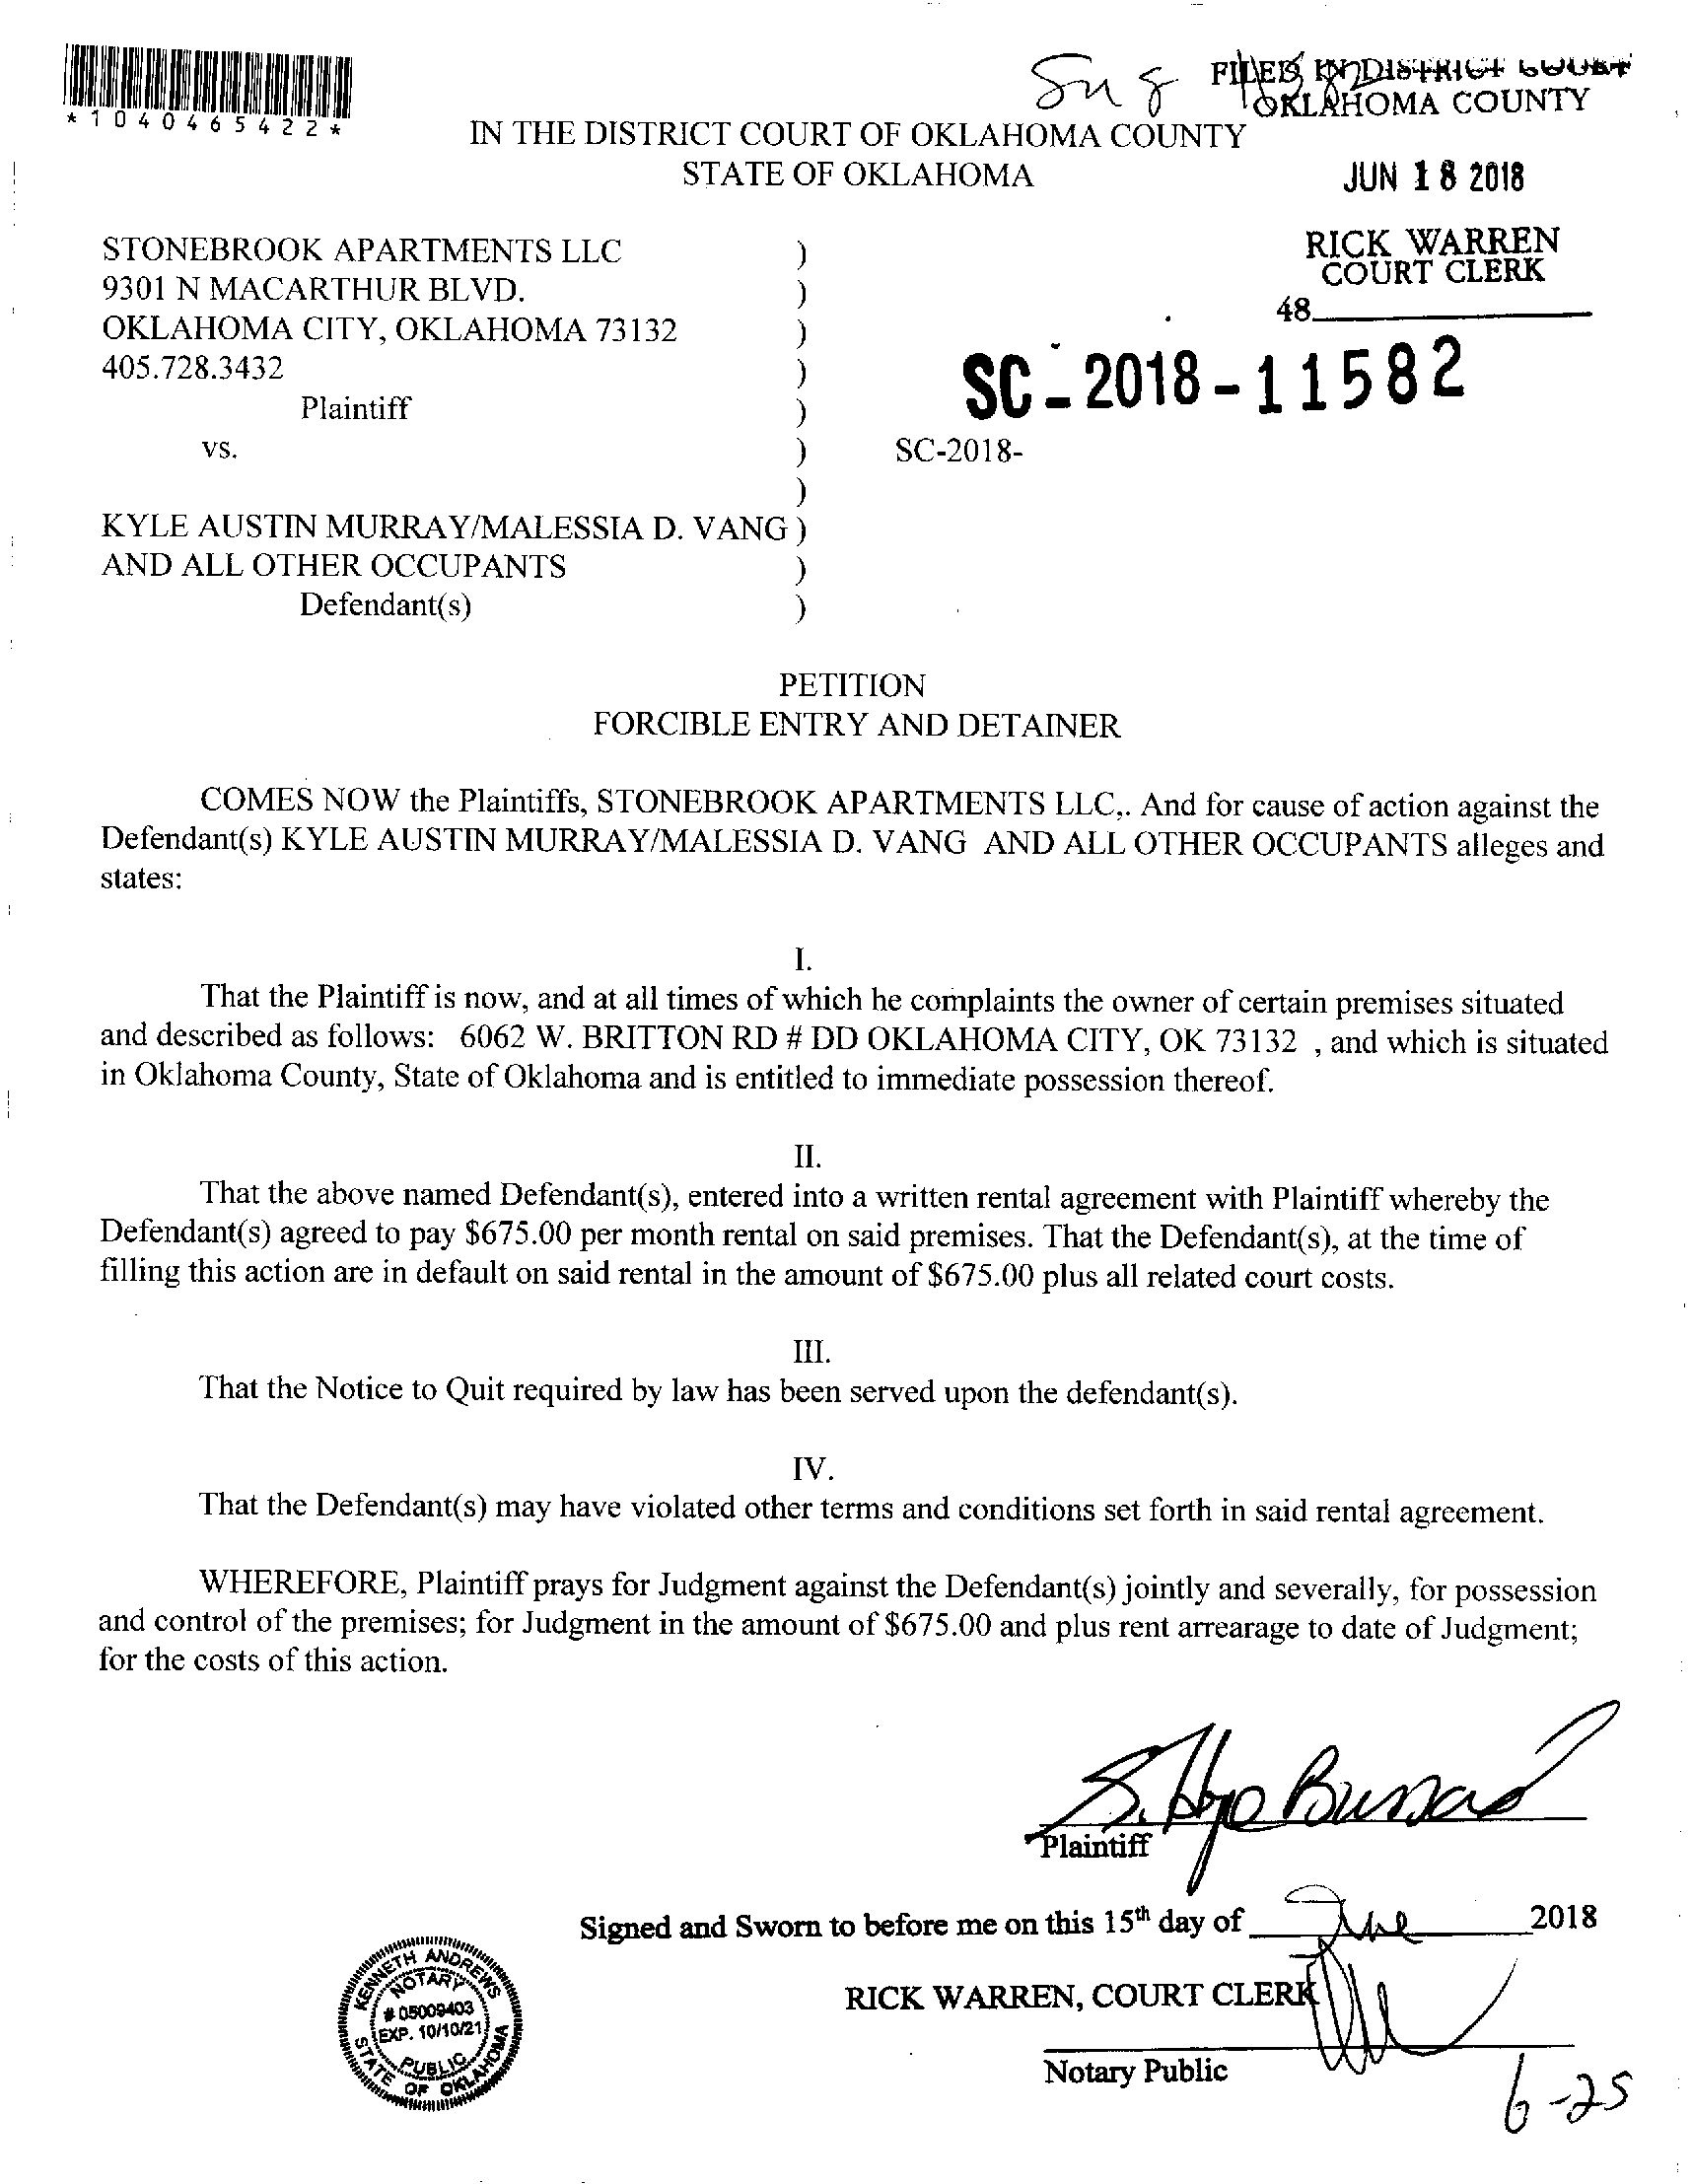 *1040465422*
FILED IN DISTRICT COURT
OKLAHOMA COUNTY
IN THE DISTRICT COURT OF OKLAHOMA COUNTY
STATE OF OKLAHOMA
JUN 18 2018
STONEBROOK APARTMENTS LLC )
RICK WARREN
COURT CLERK
9301 N MACARTHUR BLVD. )
48
OKLAHOMA CITY, OKLAHOMA 73132 )
405.728.3432 )
SC-2018-11582
Plaintiff )
vs. ) SC-2018-
)
KYLE AUSTIN MURRAY/MALESSIA D. VANG )
AND ALL OTHER OCCUPANTS )
Defendant(s) )
PETITION
FORCIBLE ENTRY AND DETAINER
COMES NOW the Plaintiffs, STONEBROOK APARTMENTS LLC,. And for cause of action against the
Defendant(s) KYLE AUSTIN MURRAY/MALESSIA D. VANG AND ALL OTHER OCCUPANTS alleges and
states:
I.
That the Plaintiff is now, and at all times of which he complaints the owner of certain premises situated
and described as follows: 6062 W. BRITTON RD # DD OKLAHOMA CITY, OK 73132 , and which is situated
in Oklahoma County, State of Oklahoma and is entitled to immediate possession thereof.
II.
That the above named Defendant(s), entered into a written rental agreement with Plaintiff whereby the
Defendant(s) agreed to pay $675.00 per month rental on said premises. That the Defendant(s), at the time of
filling this action are in default on said rental in the amount of $675.00 plus all related court costs.
III.
That the Notice to Quit required by law has been served upon the defendant(s).
IV.
That the Defendant(s) may have violated other terms and conditions set forth in said rental agreement.
WHEREFORE, Plaintiff prays for Judgment against the Defendant(s) jointly and severally, for possession
and control of the premises; for Judgment in the amount of $675.00 and plus rent arrearage to date of Judgment;
for the costs of this action.
Plaintiff
Signed and Sworn to before me on this 15th day of June 2018
KENNETH ANDREWS
NOTARY
# 05009403
EXP. 10/10/21
PUBLIC
STATE OF OKLAHOMA
RICK WARREN, COURT CLERK
Notary Public
6-25